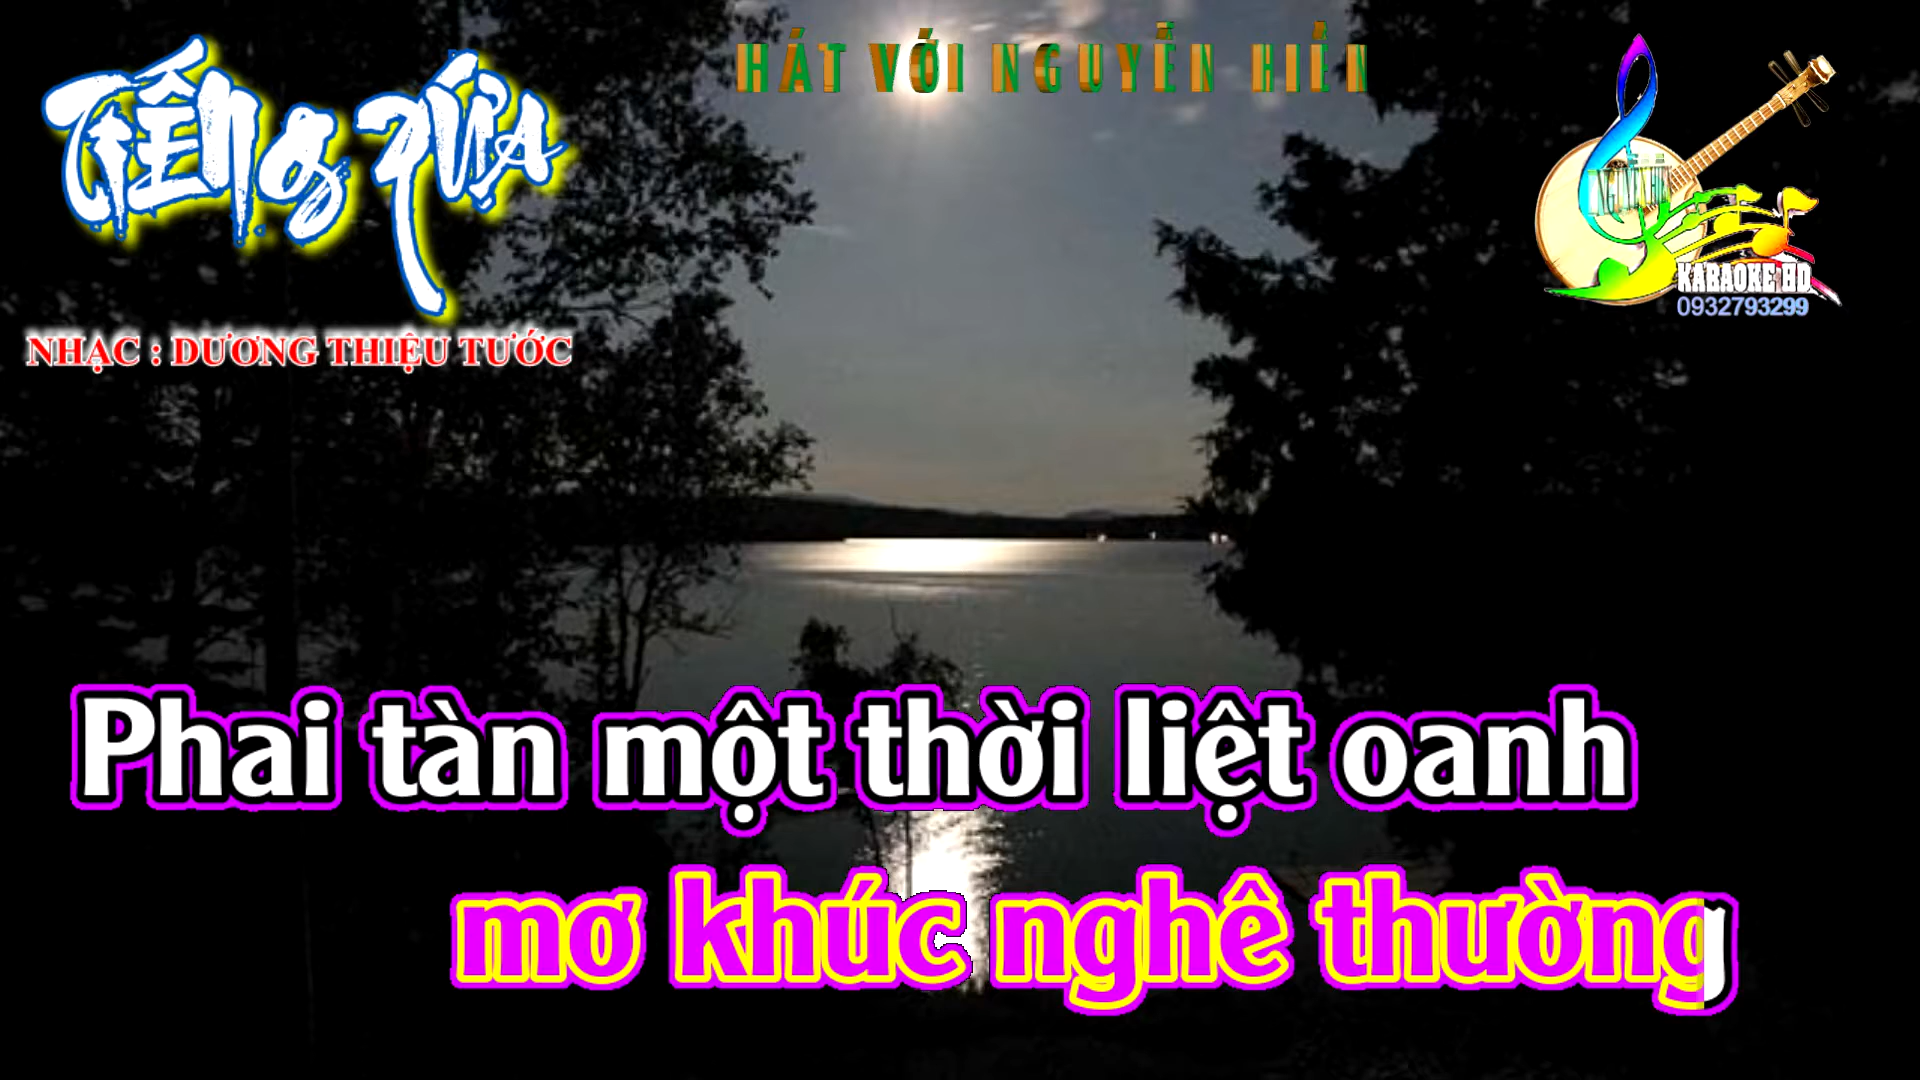 TIẾNG XƯA
HÁT VỚI NGUYỄN HIỀN
KARAOKE HD
0932793299
NHẠC : DƯƠNG THIỆU TƯỚC
Phai tàn một thời liệt oanh
mơ khúc nghê thường